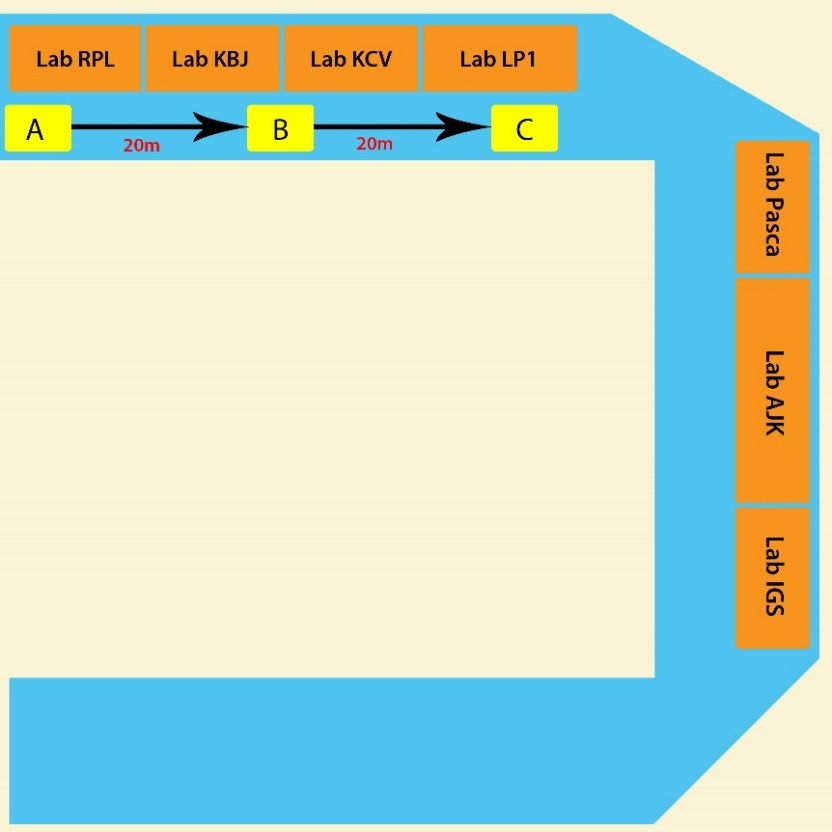 Lab RPL
Lab KBJ
Lab KCV
Lab LP1
A
20m
B
20m
C
Lab Pasca
Lab AJK
Lab IGS